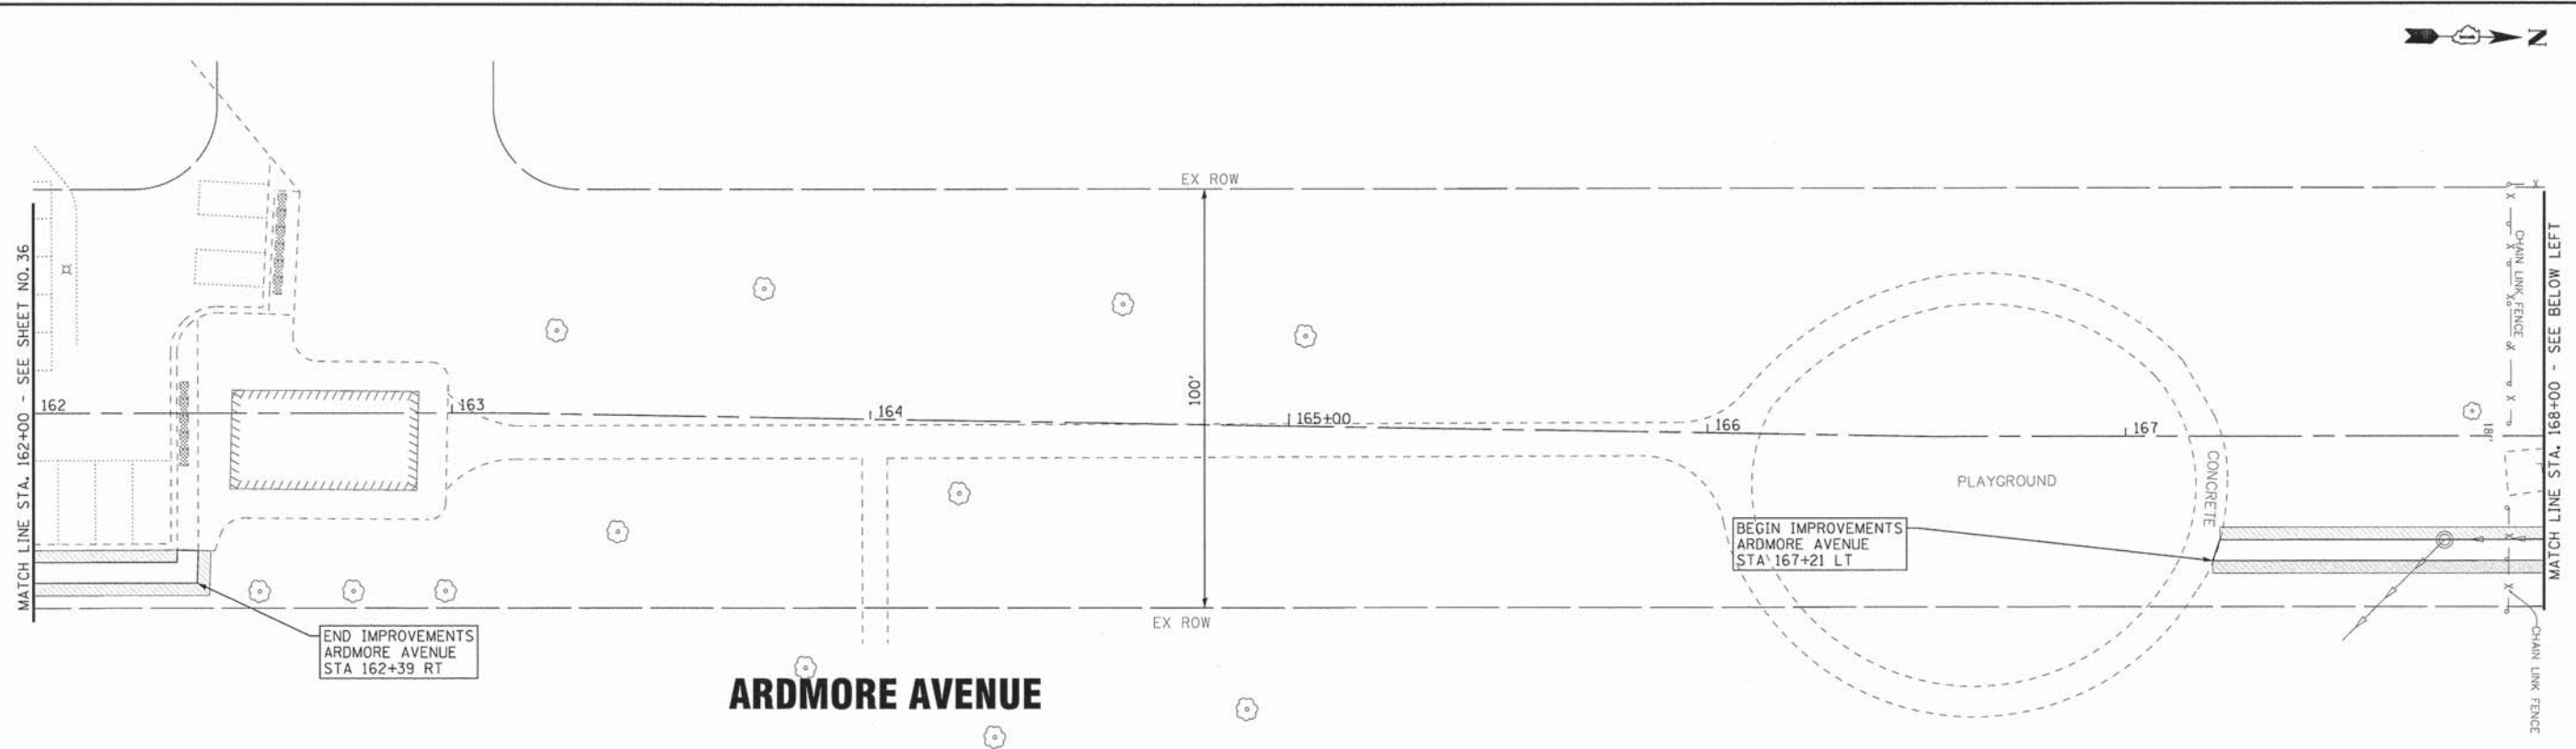 N
EX ROW
MATCH LINE STA. 162+00 - SEE SHEET NO. 36
162
163
164
165+00
166
167
100'
18"
CHAIN LINK FENCE
MATCH LINE STA. 168+00 - SEE BELOW LEFT
PLAYGROUND
CONCRETE
BEGIN IMPROVEMENTS
ARDMORE AVENUE
STA 167+21 LT
EX ROW
END IMPROVEMENTS
ARDMORE AVENUE
STA 162+39 RT
CHAIN LINK FENCE
ARDMORE AVENUE